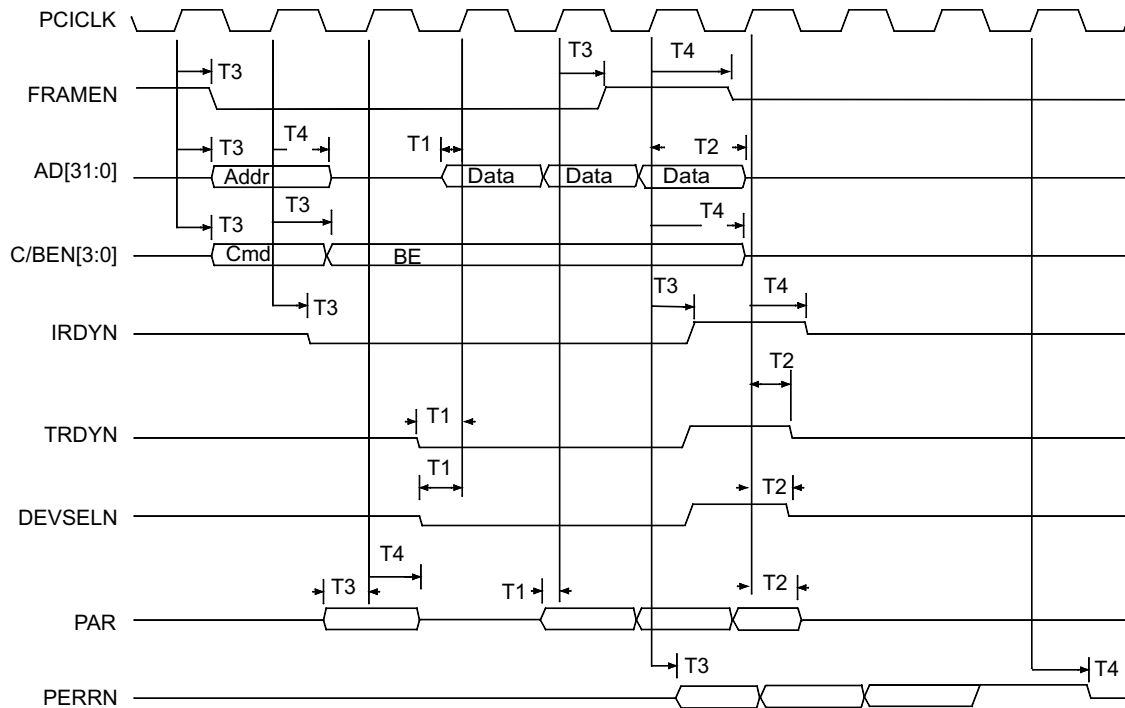 PCICLK
T3
T3
T4
FRAMEN
T3
T4
T1
T2
AD[31:0]
Addr
Data
Data
Data
T3
T3
T4
C/BEN[3:0]
Cmd
BE
T3
T3
T4
IRDYN
T2
T1
TRDYN
T1
T2
DEVSELN
T4
T3
T1
T2
PAR
T3
T4
PERRN